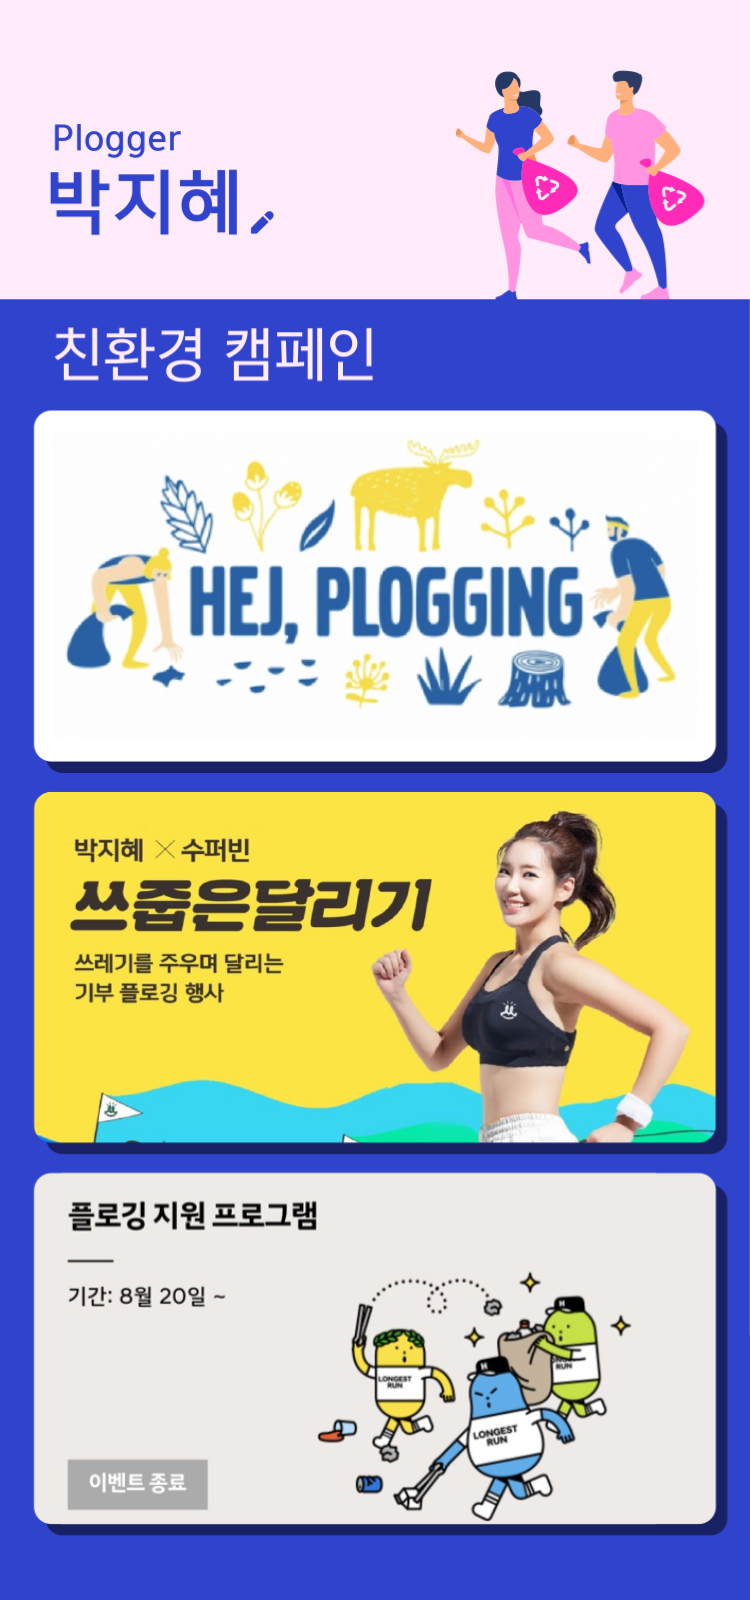 Plogger
박지혜
친환경 캠페인
HEJ, PLOGGING
박지혜 × 수퍼빈
쓰줍은달리기
쓰레기를 주우며 달리는
기부 플로깅 행사
플로깅 지원 프로그램
기간: 8월 20일 ~
H
LONGEST
RUN
LONGEST
RUN
H
LONGEST
RUN
이벤트 종료